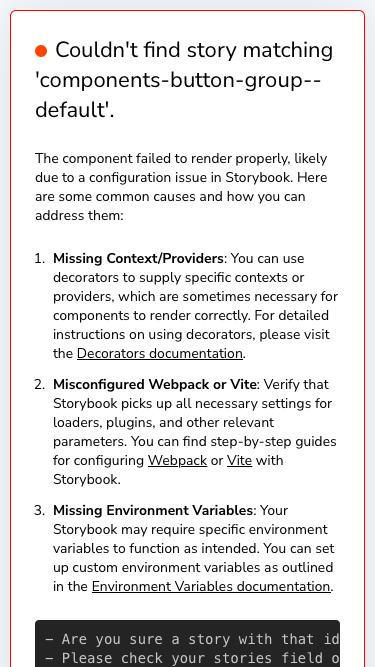 Couldn't find story matching
'components-button-group--
default'.
The component failed to render properly, likely
due to a configuration issue in Storybook. Here
are some common causes and how you can
address them:
1. Missing Context/Providers: You can use
decorators to supply specific contexts or
providers, which are sometimes necessary for
components to render correctly. For detailed
instructions on using decorators, please visit
the Decorators documentation.
2. Misconfigured Webpack or Vite: Verify that
Storybook picks up all necessary settings for
loaders, plugins, and other relevant
parameters. You can find step-by-step guides
for configuring Webpack or Vite with
Storybook.
3. Missing Environment Variables: Your
Storybook may require specific environment
variables to function as intended. You can set
up custom environment variables as outlined
in the Environment Variables documentation.
– Are you sure a story with that id
– Please check your stories field o